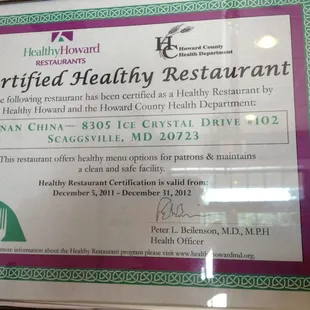 HealthyHoward
RESTAURANTS
HC
Howard County
Health Department
ertified Healthy Restaurant
e following restaurant has been certified as a Healthy Restaurant by
Healthy Howard and the Howard County Health Department:
NAN CHINA— 8305 ICE CRYSTAL DRIVE #102
SCAGGSVILLE, MD 20723
This restaurant offers healthy menu options for patrons & maintains
a clean and safe facility.
Healthy Restaurant Certification is valid from:
December 5, 2011 - December 31, 2012
Peter L. Beilenson, M.D., M.P.H
Health Officer
more information about the Healthy Restaurant program please visit www.healthyhowardmd.org.